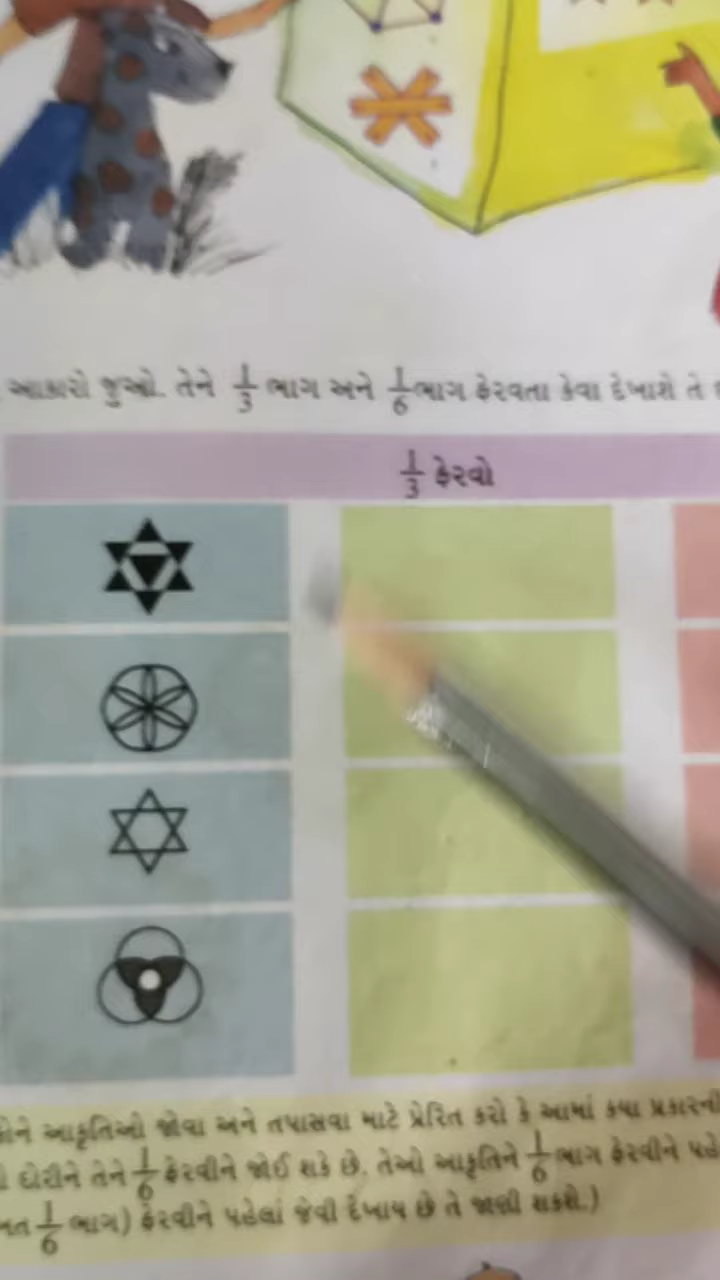 આકારો જુઓ. તેને 1/3 ભાગ અને 1/6 ભાગ ફેરવતા કેવા દેખાશે તે
1/3 ફેરવો
આકૃતિઓ જોવા અને તપાસવા માટે પ્રેરિત કરો કે આમાં કયા પ્રકારની
દોરીને તેને 1/6 ફેરવીને જોઈ શકે છે. તેઓ આકૃતિને 1/6 ભાગ ફેરવીને
1/6 ભાગ) ફેરવીને પહેલાં જેવી દેખાય છે તે જાણી શકશે.)